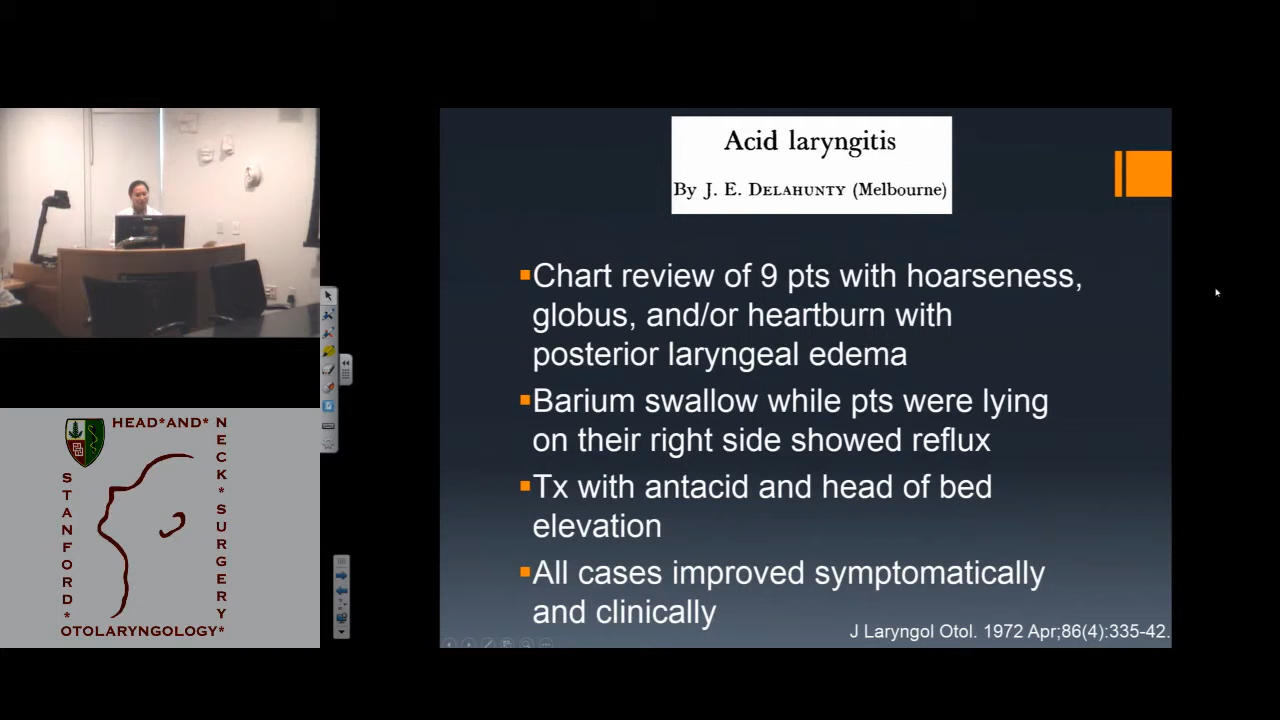 Acid laryngitis
By J. E. DELAHUNTY (Melbourne)
▪Chart review of 9 pts with hoarseness,
globus, and/or heartburn with
posterior laryngeal edema
▪Barium swallow while pts were lying
on their right side showed reflux
▪Tx with antacid and head of bed
elevation
▪All cases improved symptomatically
and clinically
J Laryngol Otol. 1972 Apr;86(4):335-42.
HEAD*AND*
NECK*SURGERY*
STANFORD*
OTOLARYNGOLOGY*